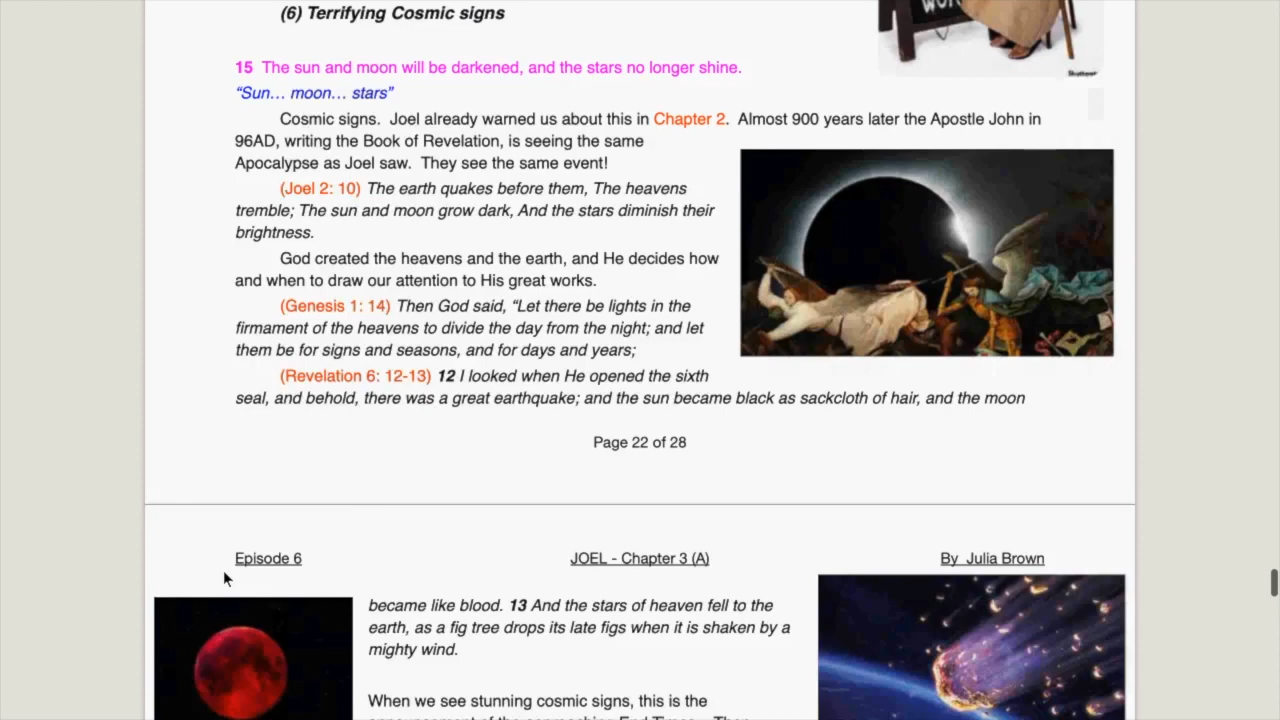 (6) Terrifying Cosmic signs
WOR
15 The sun and moon will be darkened, and the stars no longer shine.
“Sun… moon… stars”
Cosmic signs. Joel already warned us about this in Chapter 2. Almost 900 years later the Apostle John in
96AD, writing the Book of Revelation, is seeing the same
Apocalypse as Joel saw. They see the same event!
(Joel 2: 10) The earth quakes before them, The heavens
tremble; The sun and moon grow dark, And the stars diminish their
brightness.
God created the heavens and the earth, and He decides how
and when to draw our attention to His great works.
(Genesis 1: 14) Then God said, “Let there be lights in the
firmament of the heavens to divide the day from the night; and let
them be for signs and seasons, and for days and years;
(Revelation 6: 12-13) 12 I looked when He opened the sixth
seal, and behold, there was a great earthquake; and the sun became black as sackcloth of hair, and the moon
Page 22 of 28
Episode 6 JOEL - Chapter 3 (A) By Julia Brown
became like blood. 13 And the stars of heaven fell to the
earth, as a fig tree drops its late figs when it is shaken by a
mighty wind.
When we see stunning cosmic signs, this is the